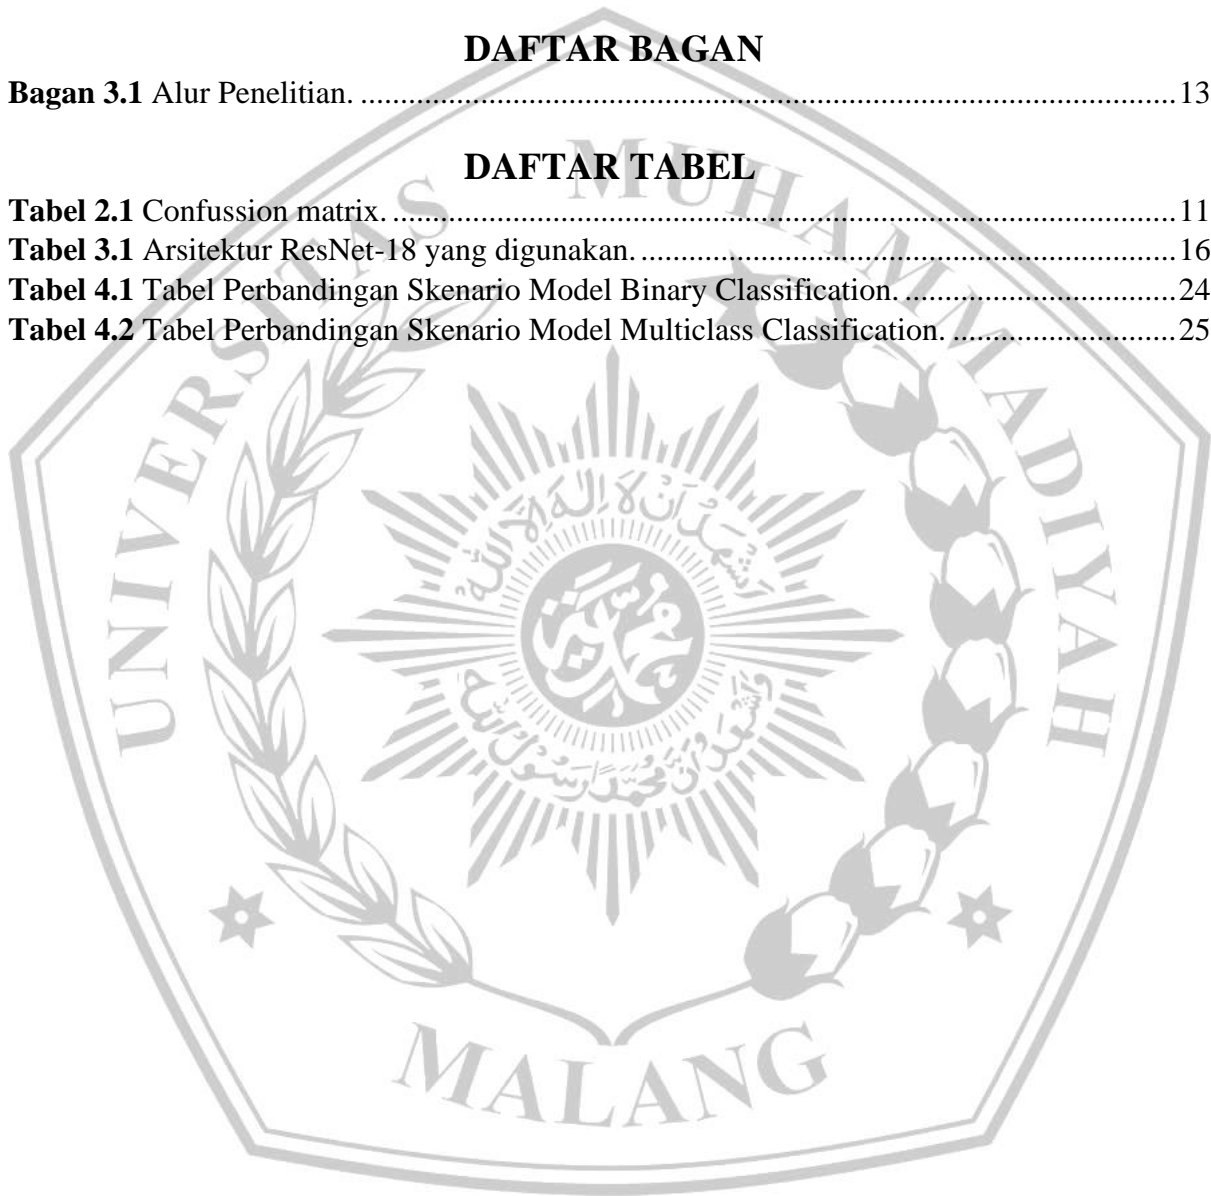 DAFTAR BAGAN
Bagan 3.1 Alur Penelitian. ........................................................................................................ 13
DAFTAR TABEL
Tabel 2.1 Confussion matrix. .................................................................................................... 11
Tabel 3.1 Arsitektur ResNet-18 yang digunakan. .................................................................... 16
Tabel 4.1 Tabel Perbandingan Skenario Model Binary Classification. ................................... 24
Tabel 4.2 Tabel Perbandingan Skenario Model Multiclass Classification. ............................ 25
UNIVERSITAS MUHAMMADIYAH
MALANG